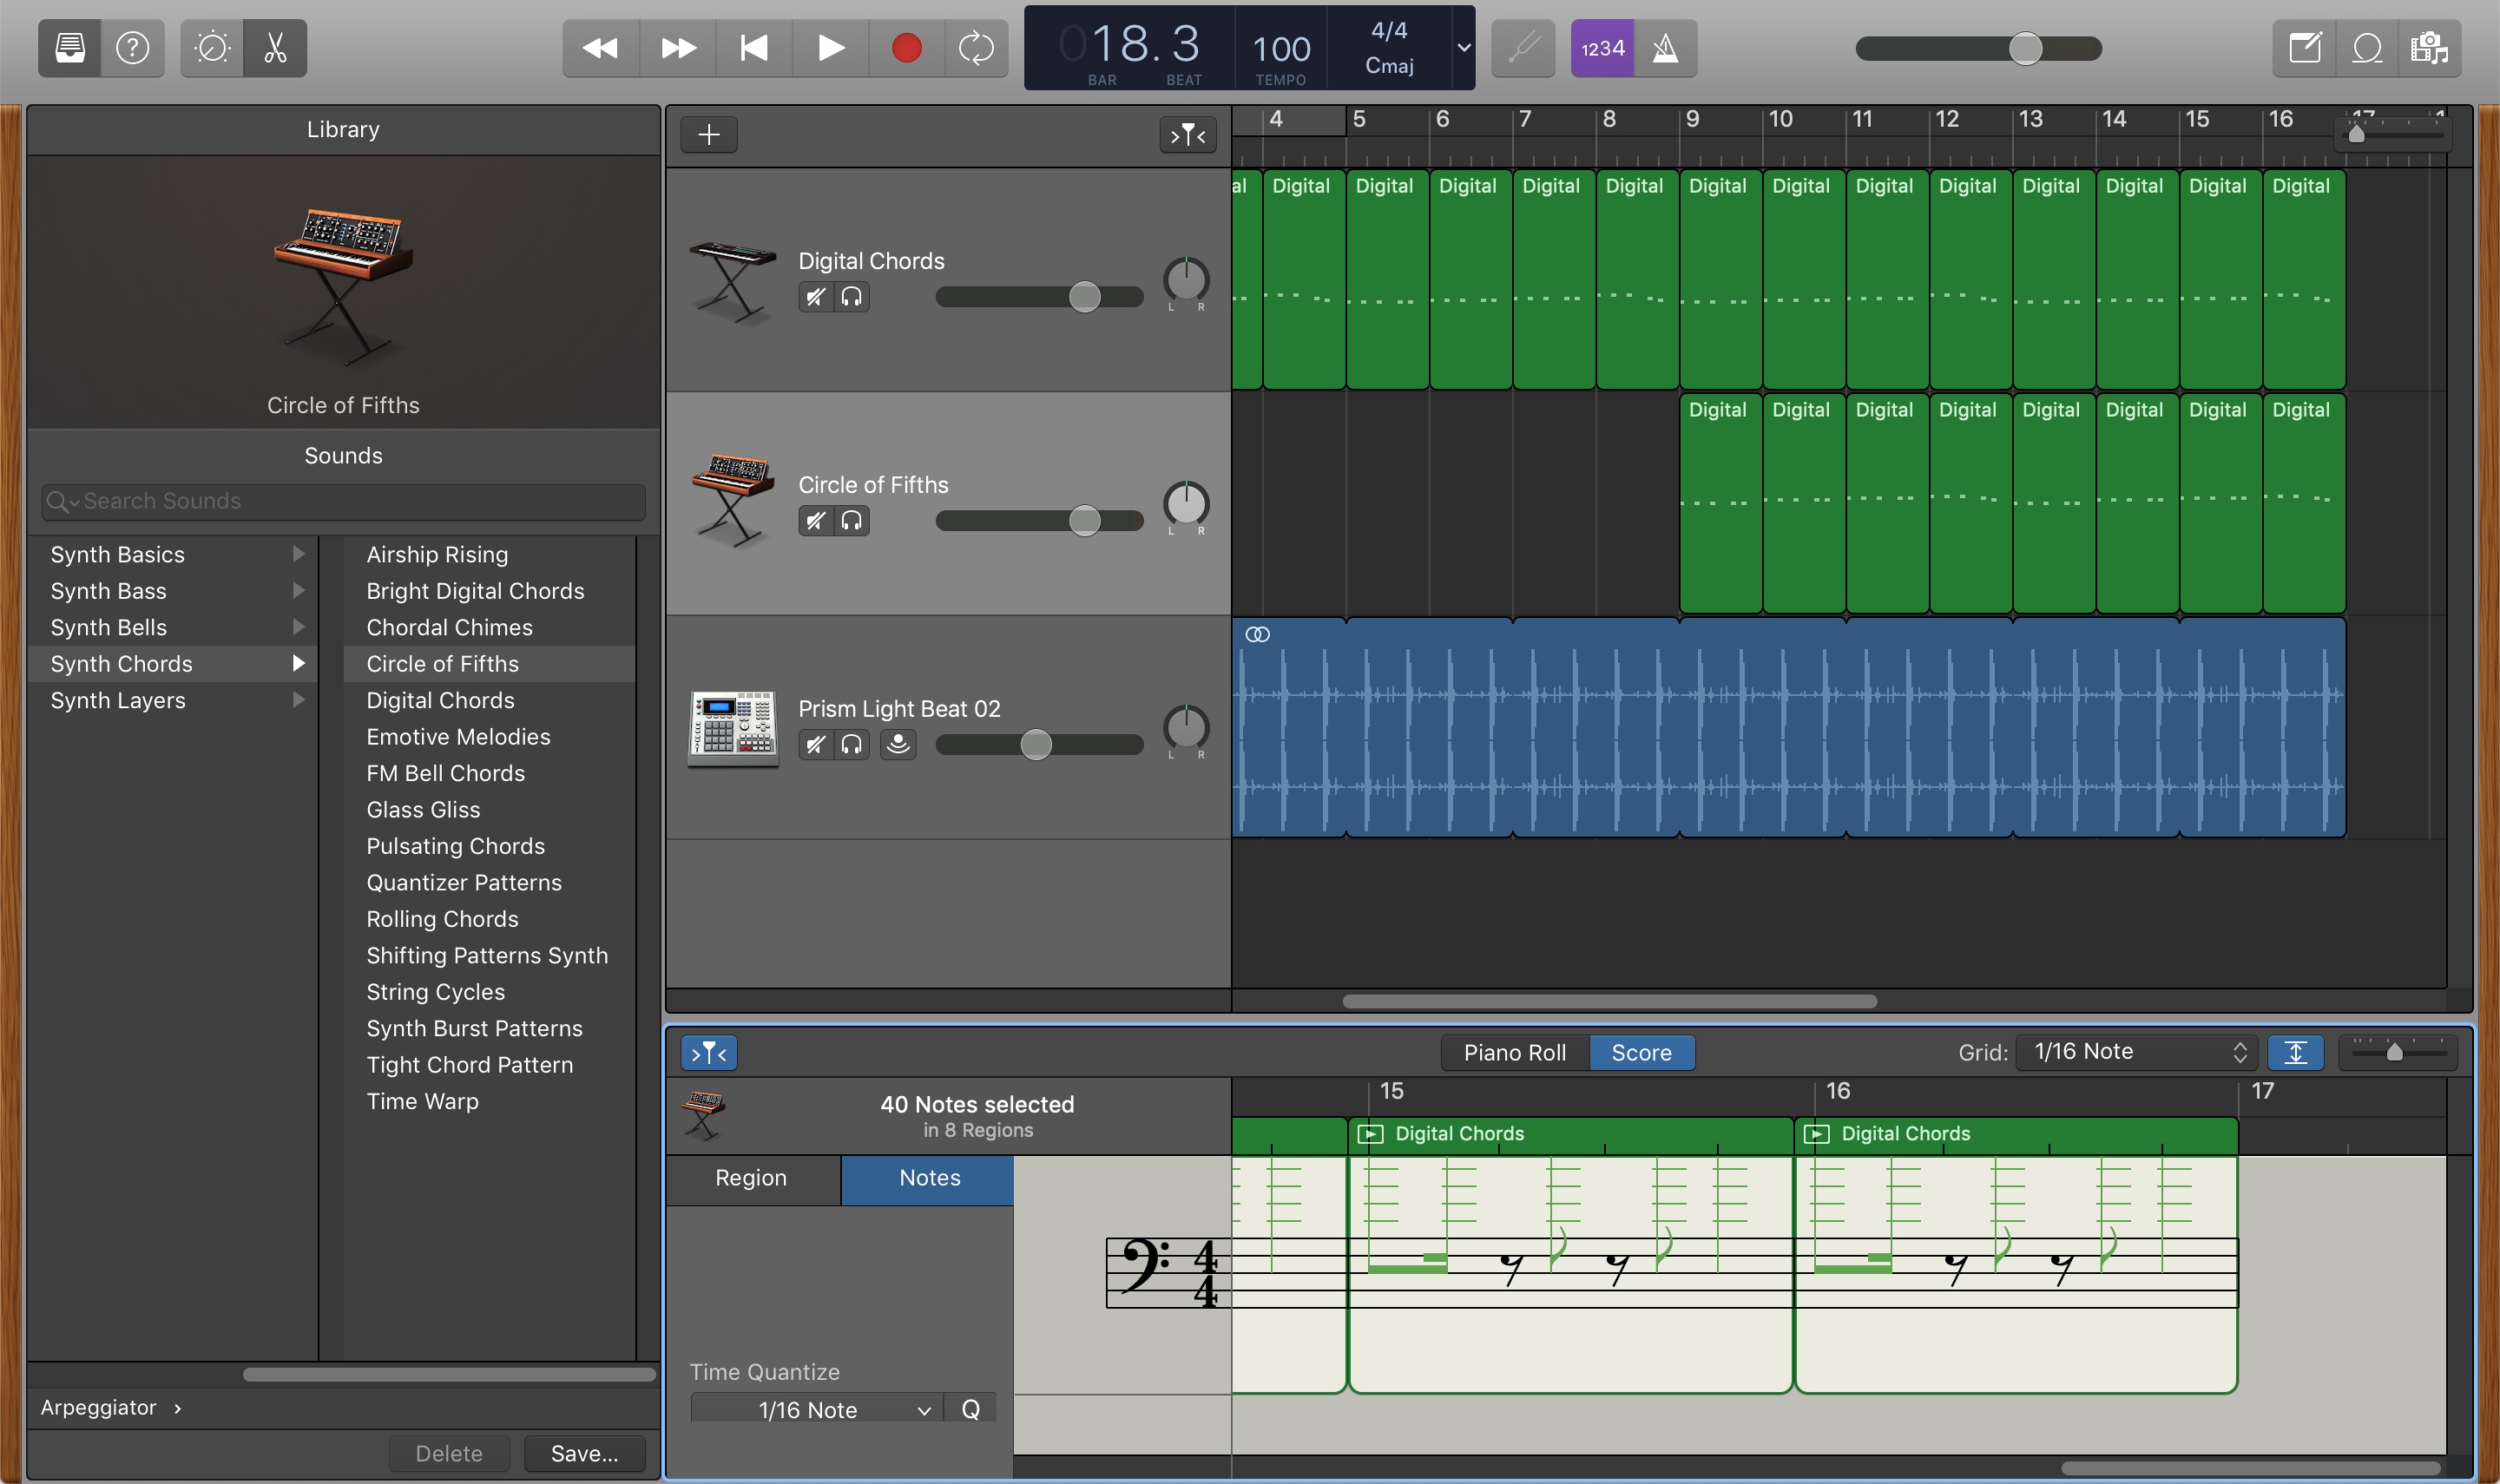 018.3
BAR
BEAT
100
TEMPO
4/4
Cmaj
1234
Library
Circle of Fifths
Sounds
Search Sounds
Synth Basics
Synth Bass
Synth Bells
Synth Chords
Synth Layers
Airship Rising
Bright Digital Chords
Chordal Chimes
Circle of Fifths
Digital Chords
Emotive Melodies
FM Bell Chords
Glass Gliss
Pulsating Chords
Quantizer Patterns
Rolling Chords
Shifting Patterns Synth
String Cycles
Synth Burst Patterns
Tight Chord Pattern
Time Warp
Arpeggiator
Delete
Save...
4 5 6 7 8 9 10 11 12 13 14 15 16 17
Digital Chords
L R
al Digital Digital Digital Digital Digital Digital Digital Digital Digital Digital Digital Digital Digital
Circle of Fifths
L R
Digital Digital Digital Digital Digital Digital Digital Digital
Prism Light Beat 02
L R
Piano Roll
Score
Grid: 1/16 Note
40 Notes selected
in 8 Regions
15 16 17
Digital Chords
Digital Chords
Region
Notes
4
4
Time Quantize
1/16 Note
Q